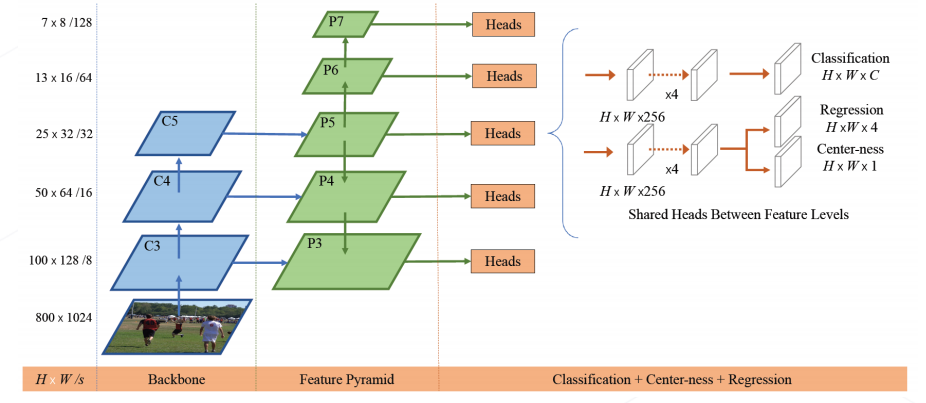 7 x 8 /128
13 x 16 /64
25 x 32 /32
50 x 64 /16
100 x 128 /8
800 x 1024
C5
C4
C3
P7
P6
P5
P4
P3
Heads
Heads
Heads
Heads
Heads
x4
H x W x256
Classification
H x W x C
x4
H x W x256
Regression
H xW x 4
Center-ness
H x W x 1
Shared Heads Between Feature Levels
H x W /s
Backbone
Feature Pyramid
Classification + Center-ness + Regression